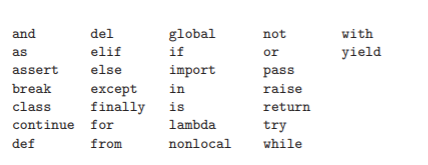 and del global not with
as elif if or yield
assert else import pass
break except in raise
class finally is return
continue for lambda try
def from nonlocal while